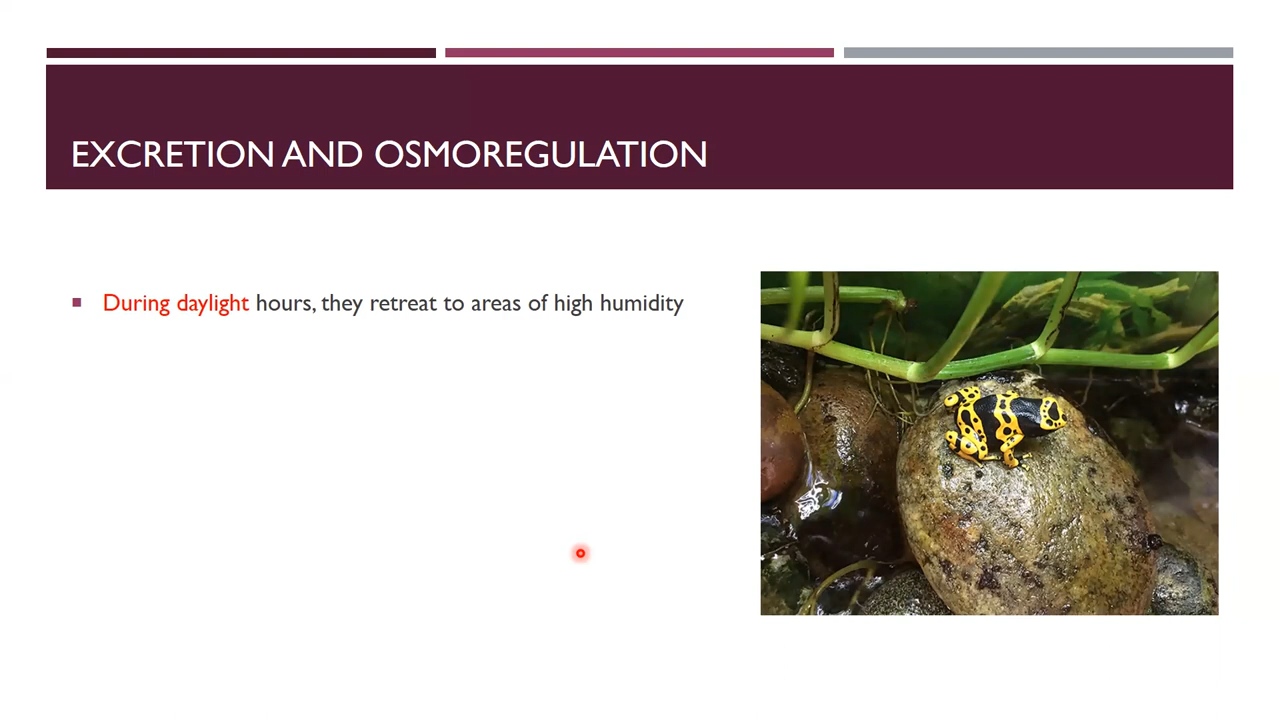 EXCRETION AND OSMOREGULATION
During daylight hours, they retreat to areas of high humidity